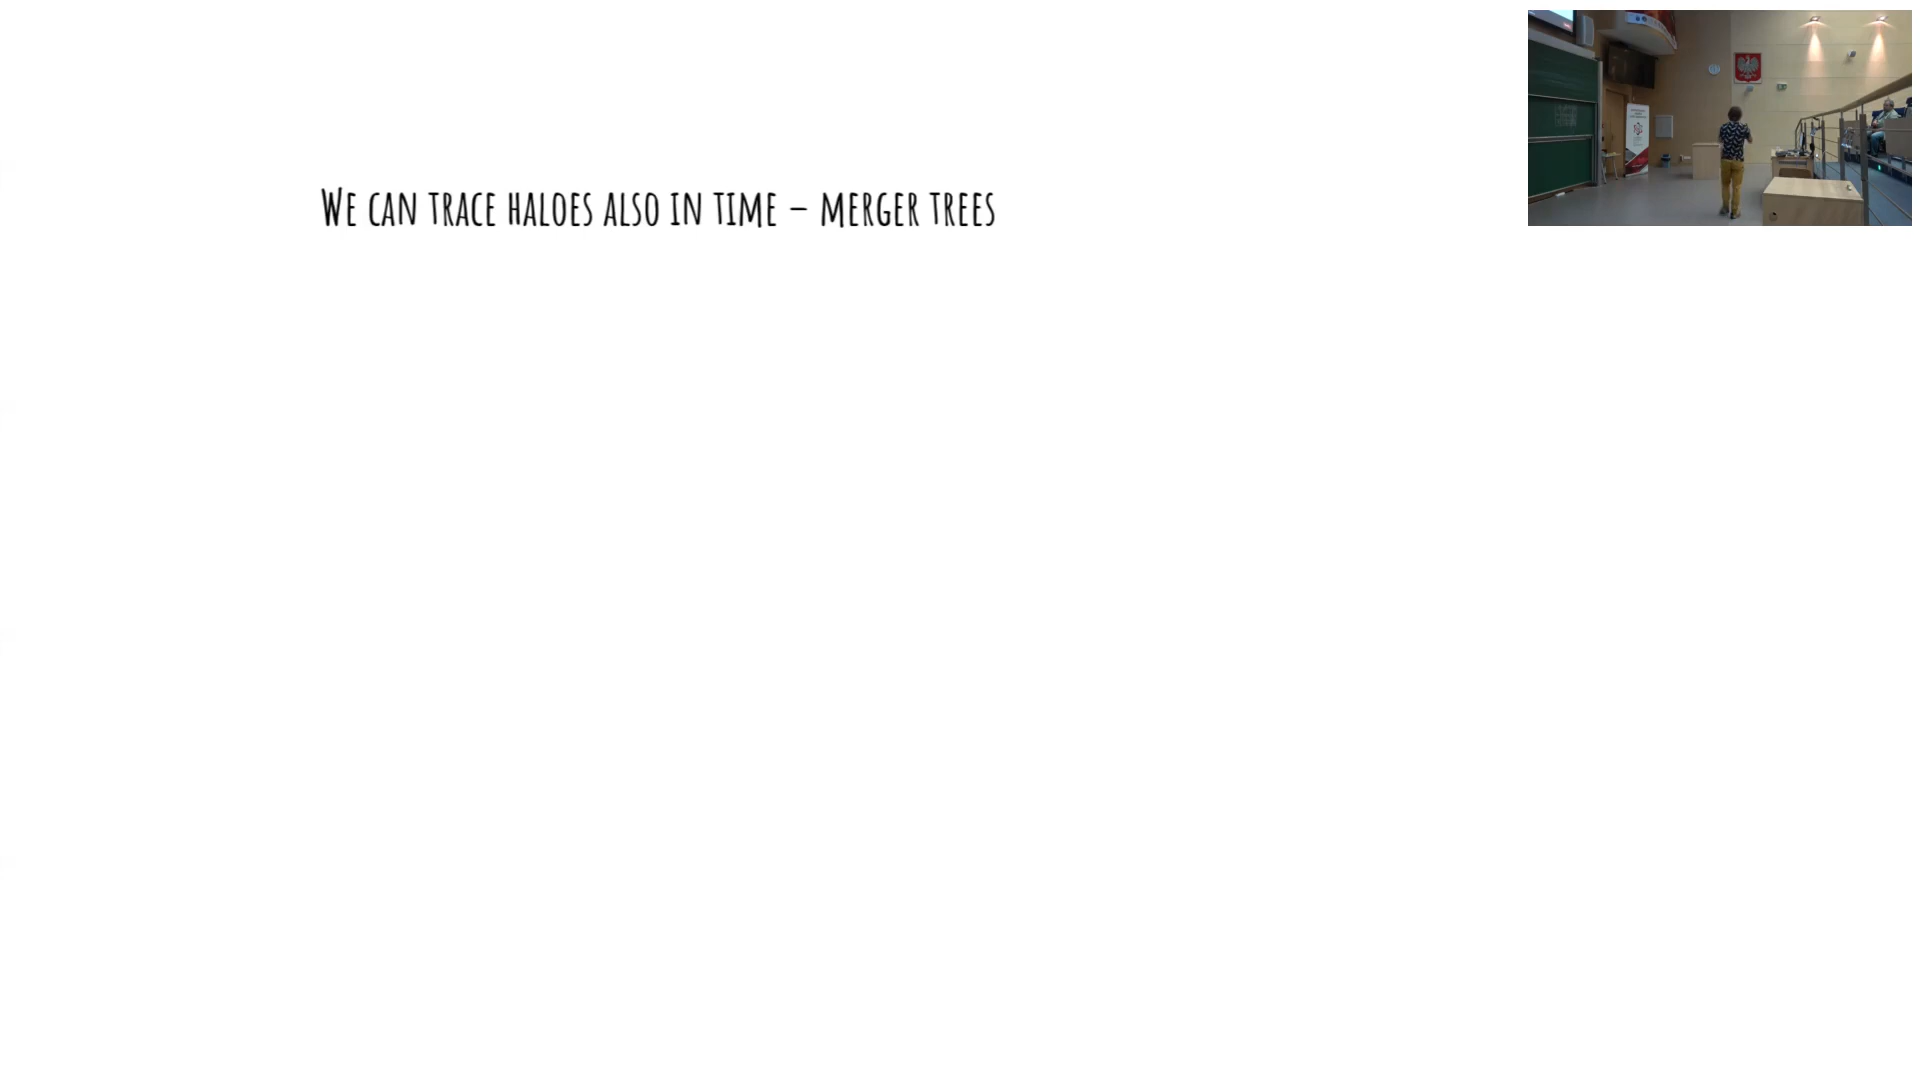 We can trace haloes also in time – merger trees